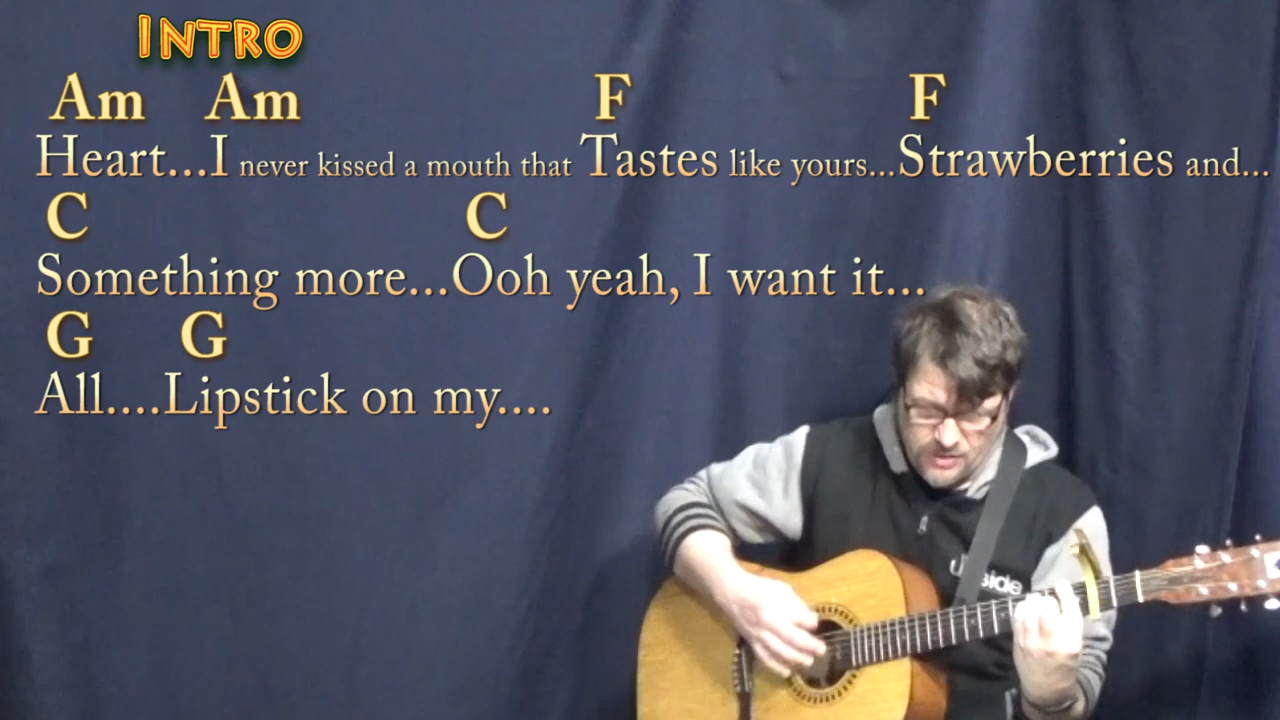 INTRO
Am Am F F
Heart...I never kissed a mouth that Tastes like yours...Strawberries and...
C C
Something more...Ooh yeah, I want it...
G G
All....Lipstick on my....